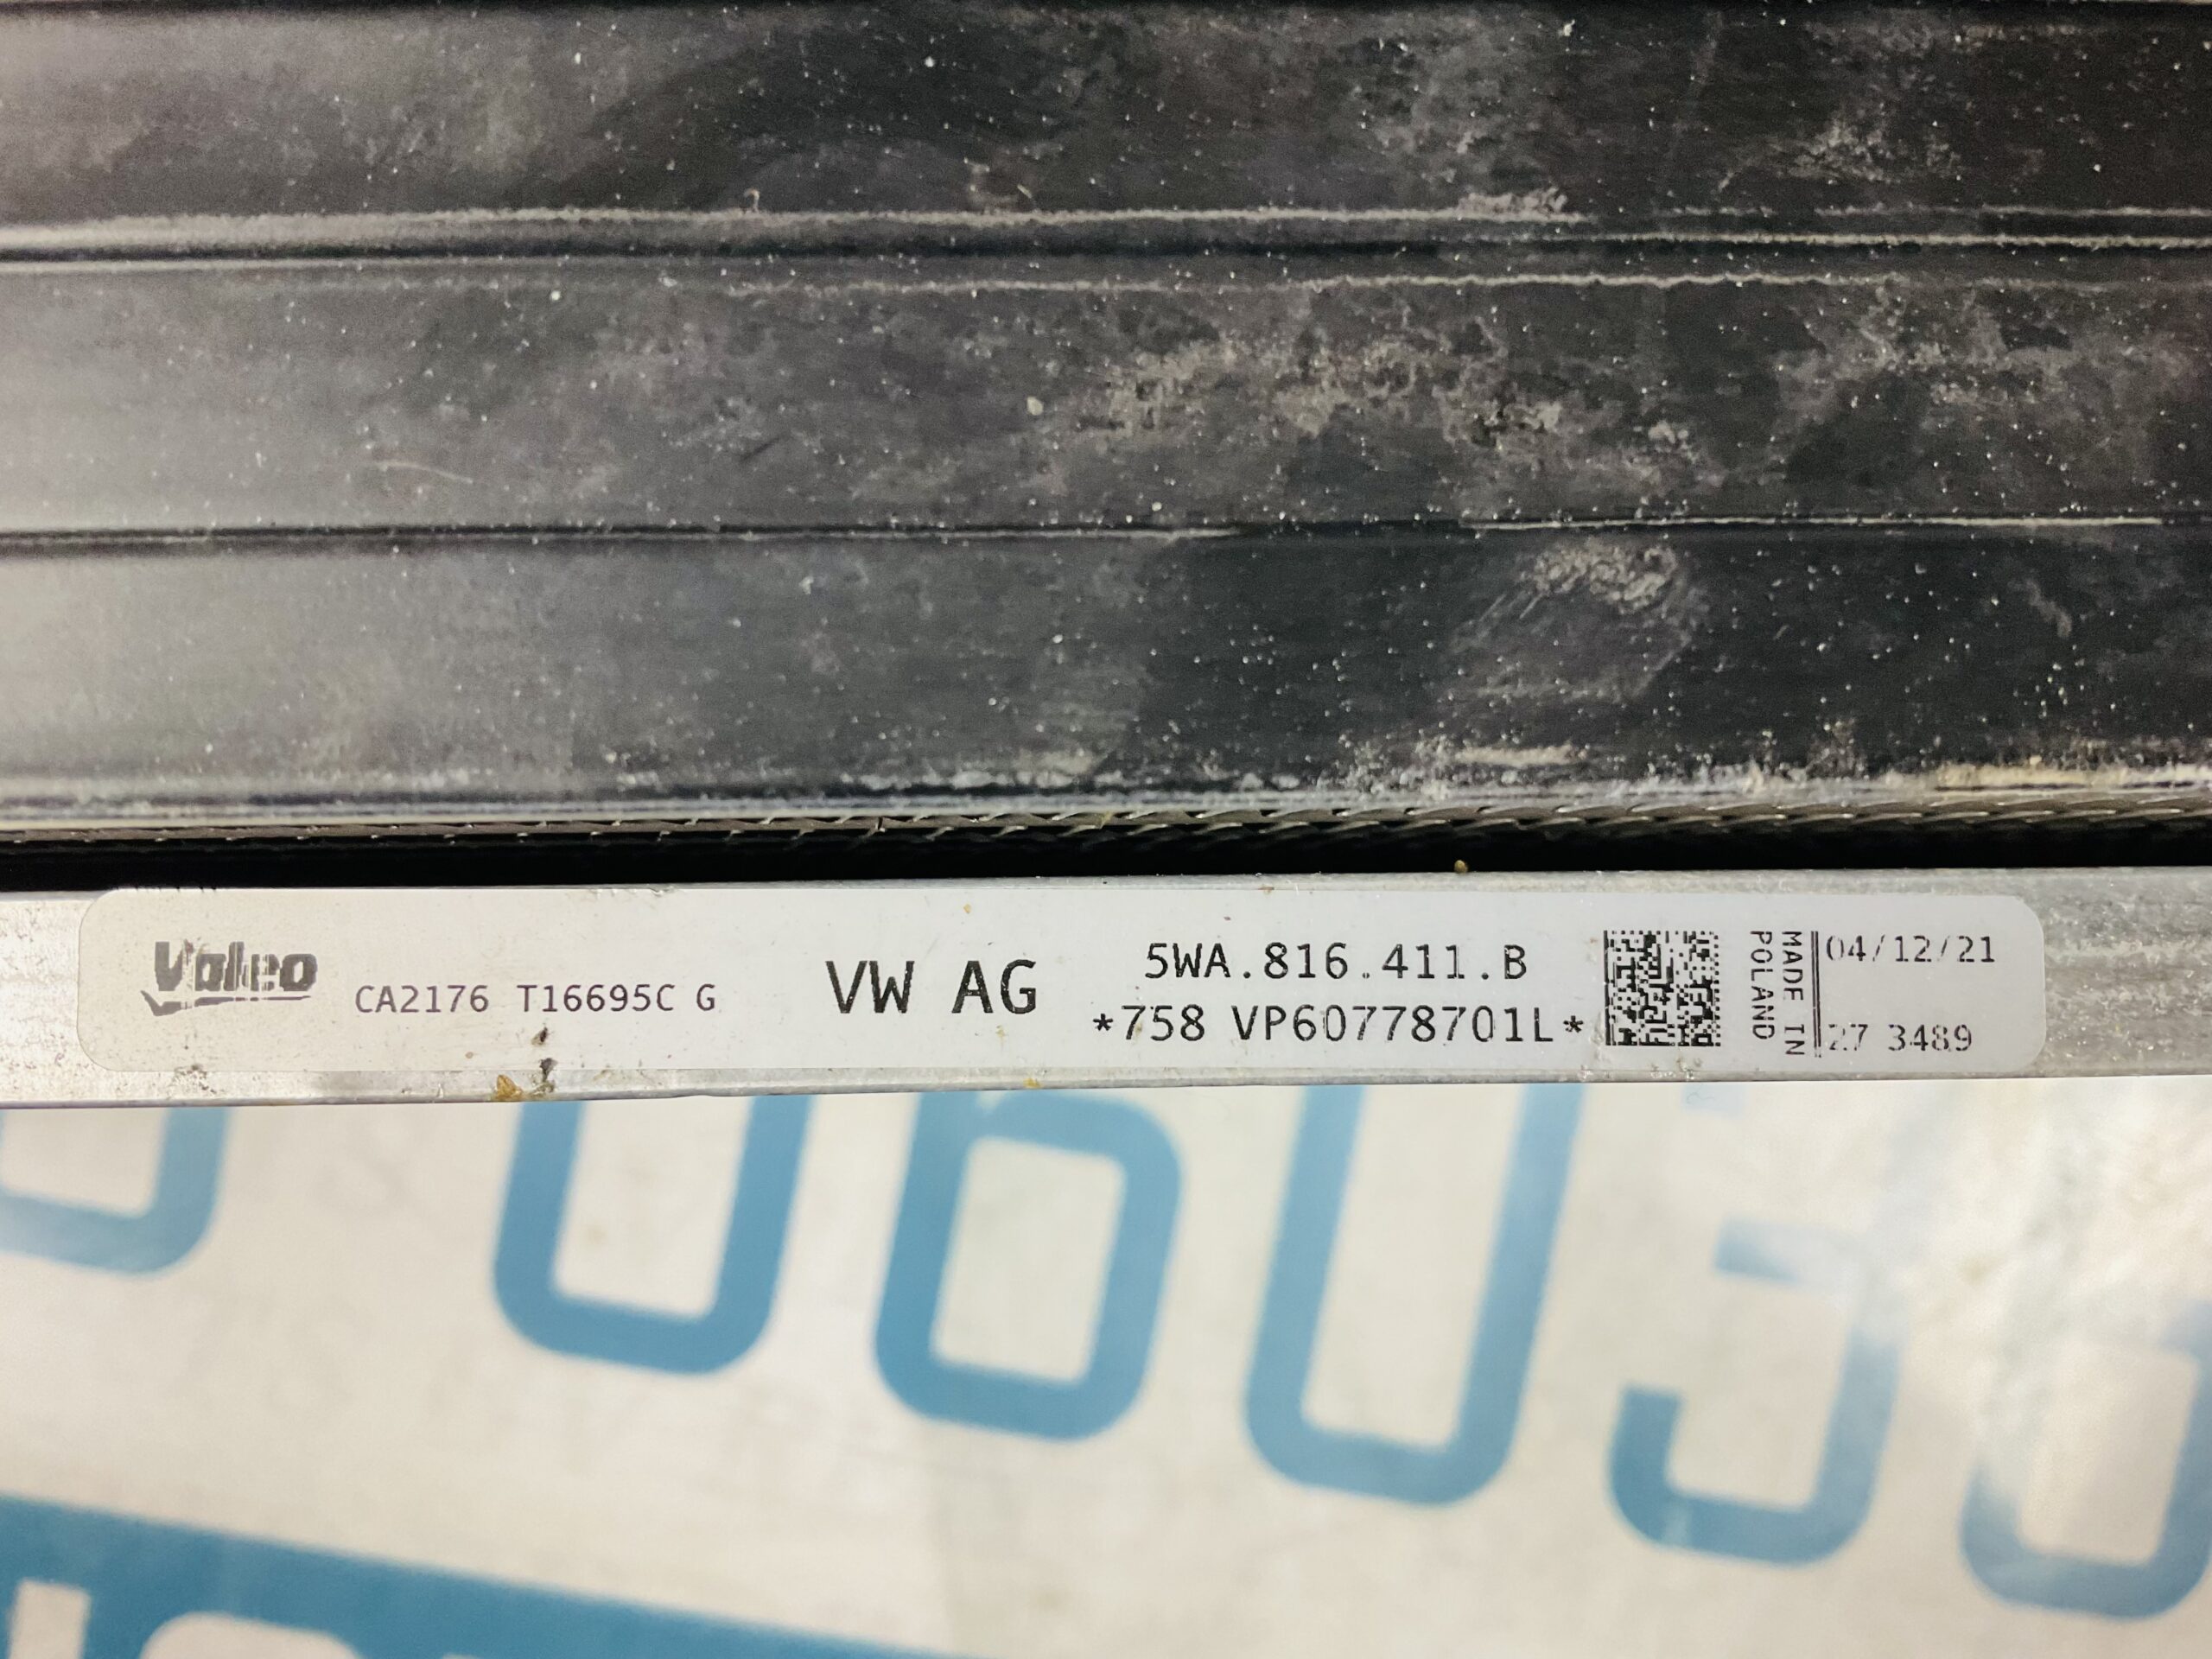 Valeo
CA2176 T16695C G
VW AG
5WA.816.411.B
*758 VP60778701L*
MADE IN
POLAND
04/12/21
27 3489